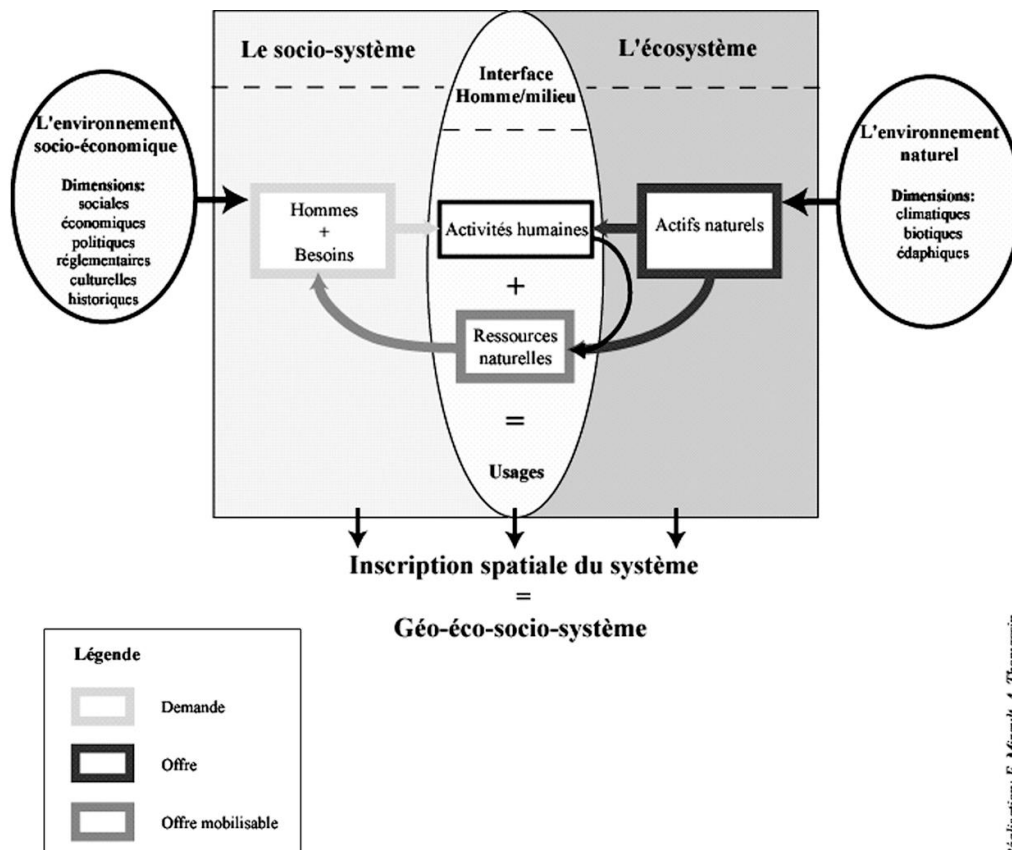 Le socio-système
L'écosystème
Interface
Homme/milieu
L'environnement
socio-économique
Dimensions:
sociales
économiques
politiques
réglementaires
culturelles
historiques
L'environnement
naturel
Dimensions:
climatiques
biotiques
édaphiques
Hommes
+
Besoins
Activités humaines
Actifs naturels
+
Ressources
naturelles
=
Usages
Inscription spatiale du système
=
Géo-éco-socio-système
Légende
Demande
Offre
Offre mobilisable